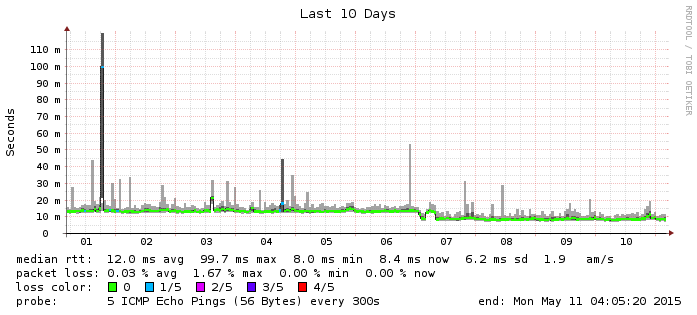 Last 10 Days
RRDTOOL / TOBI OETIKER
Seconds
110 m
100 m
90 m
80 m
70 m
60 m
50 m
40 m
30 m
20 m
10 m
0
01 02 03 04 05 06 07 08 09 10
median rtt: 12.0 ms avg 99.7 ms max 8.0 ms min 8.4 ms now 6.2 ms sd 1.9 am/s
packet loss: 0.03 % avg 1.67 % max 0.00 % min 0.00 % now
loss color: 0 1/5 2/5 3/5 4/5
probe: 5 ICMP Echo Pings (56 Bytes) every 300s end: Mon May 11 04:05:20 2015